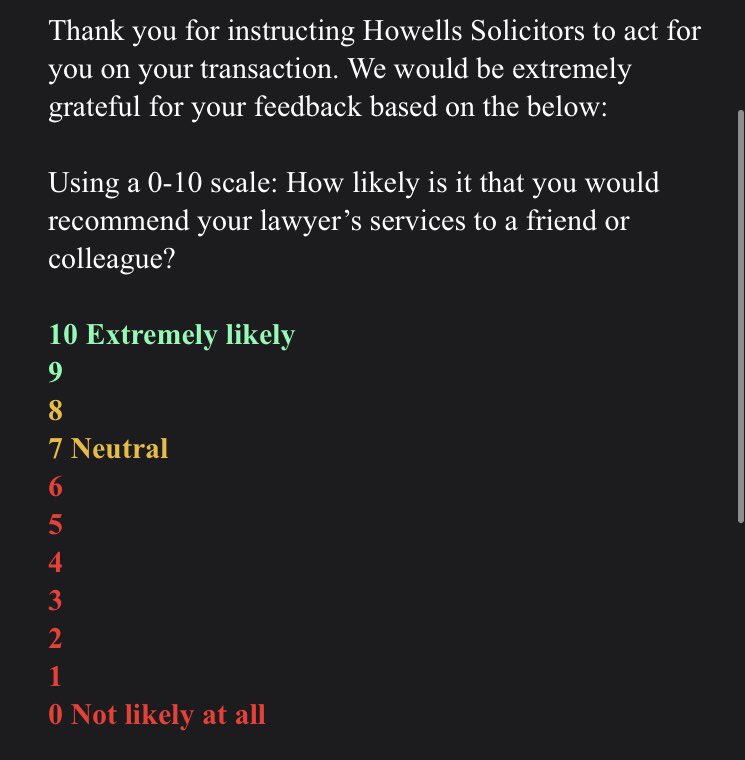 Thank you for instructing Howells Solicitors to act for
you on your transaction. We would be extremely
grateful for your feedback based on the below:
Using a 0-10 scale: How likely is it that you would
recommend your lawyer’s services to a friend or
colleague?
10 Extremely likely
9
8
7 Neutral
6
5
4
3
2
1
0 Not likely at all